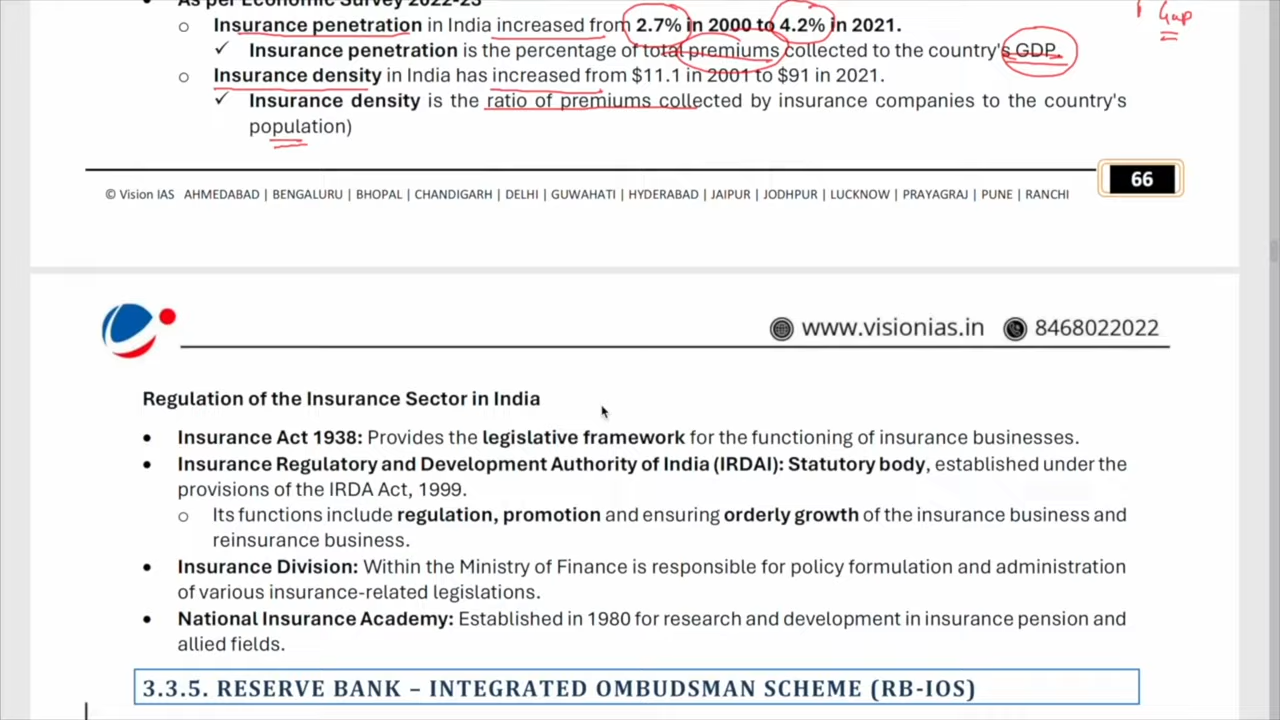 As per Economic Survey 2022-23
Gap
Insurance penetration in India increased from 2.7% in 2000 to 4.2% in 2021.
Insurance penetration is the percentage of total premiums collected to the country's GDP.
Insurance density in India has increased from $11.1 in 2001 to $91 in 2021.
Insurance density is the ratio of premiums collected by insurance companies to the country's
population)
© Vision IAS AHMEDABAD | BENGALURU | BHOPAL | CHANDIGARH | DELHI | GUWAHATI | HYDERABAD | JAIPUR | JODHPUR | LUCKNOW | PRAYAGRAJ | PUNE | RANCHI
66
www.visionias.in 8468022022
Regulation of the Insurance Sector in India
• Insurance Act 1938: Provides the legislative framework for the functioning of insurance businesses.
• Insurance Regulatory and Development Authority of India (IRDAI): Statutory body, established under the
provisions of the IRDA Act, 1999.
Its functions include regulation, promotion and ensuring orderly growth of the insurance business and
reinsurance business.
• Insurance Division: Within the Ministry of Finance is responsible for policy formulation and administration
of various insurance-related legislations.
• National Insurance Academy: Established in 1980 for research and development in insurance pension and
allied fields.
3.3.5. RESERVE BANK – INTEGRATED OMBUDSMAN SCHEME (RB-IOS)